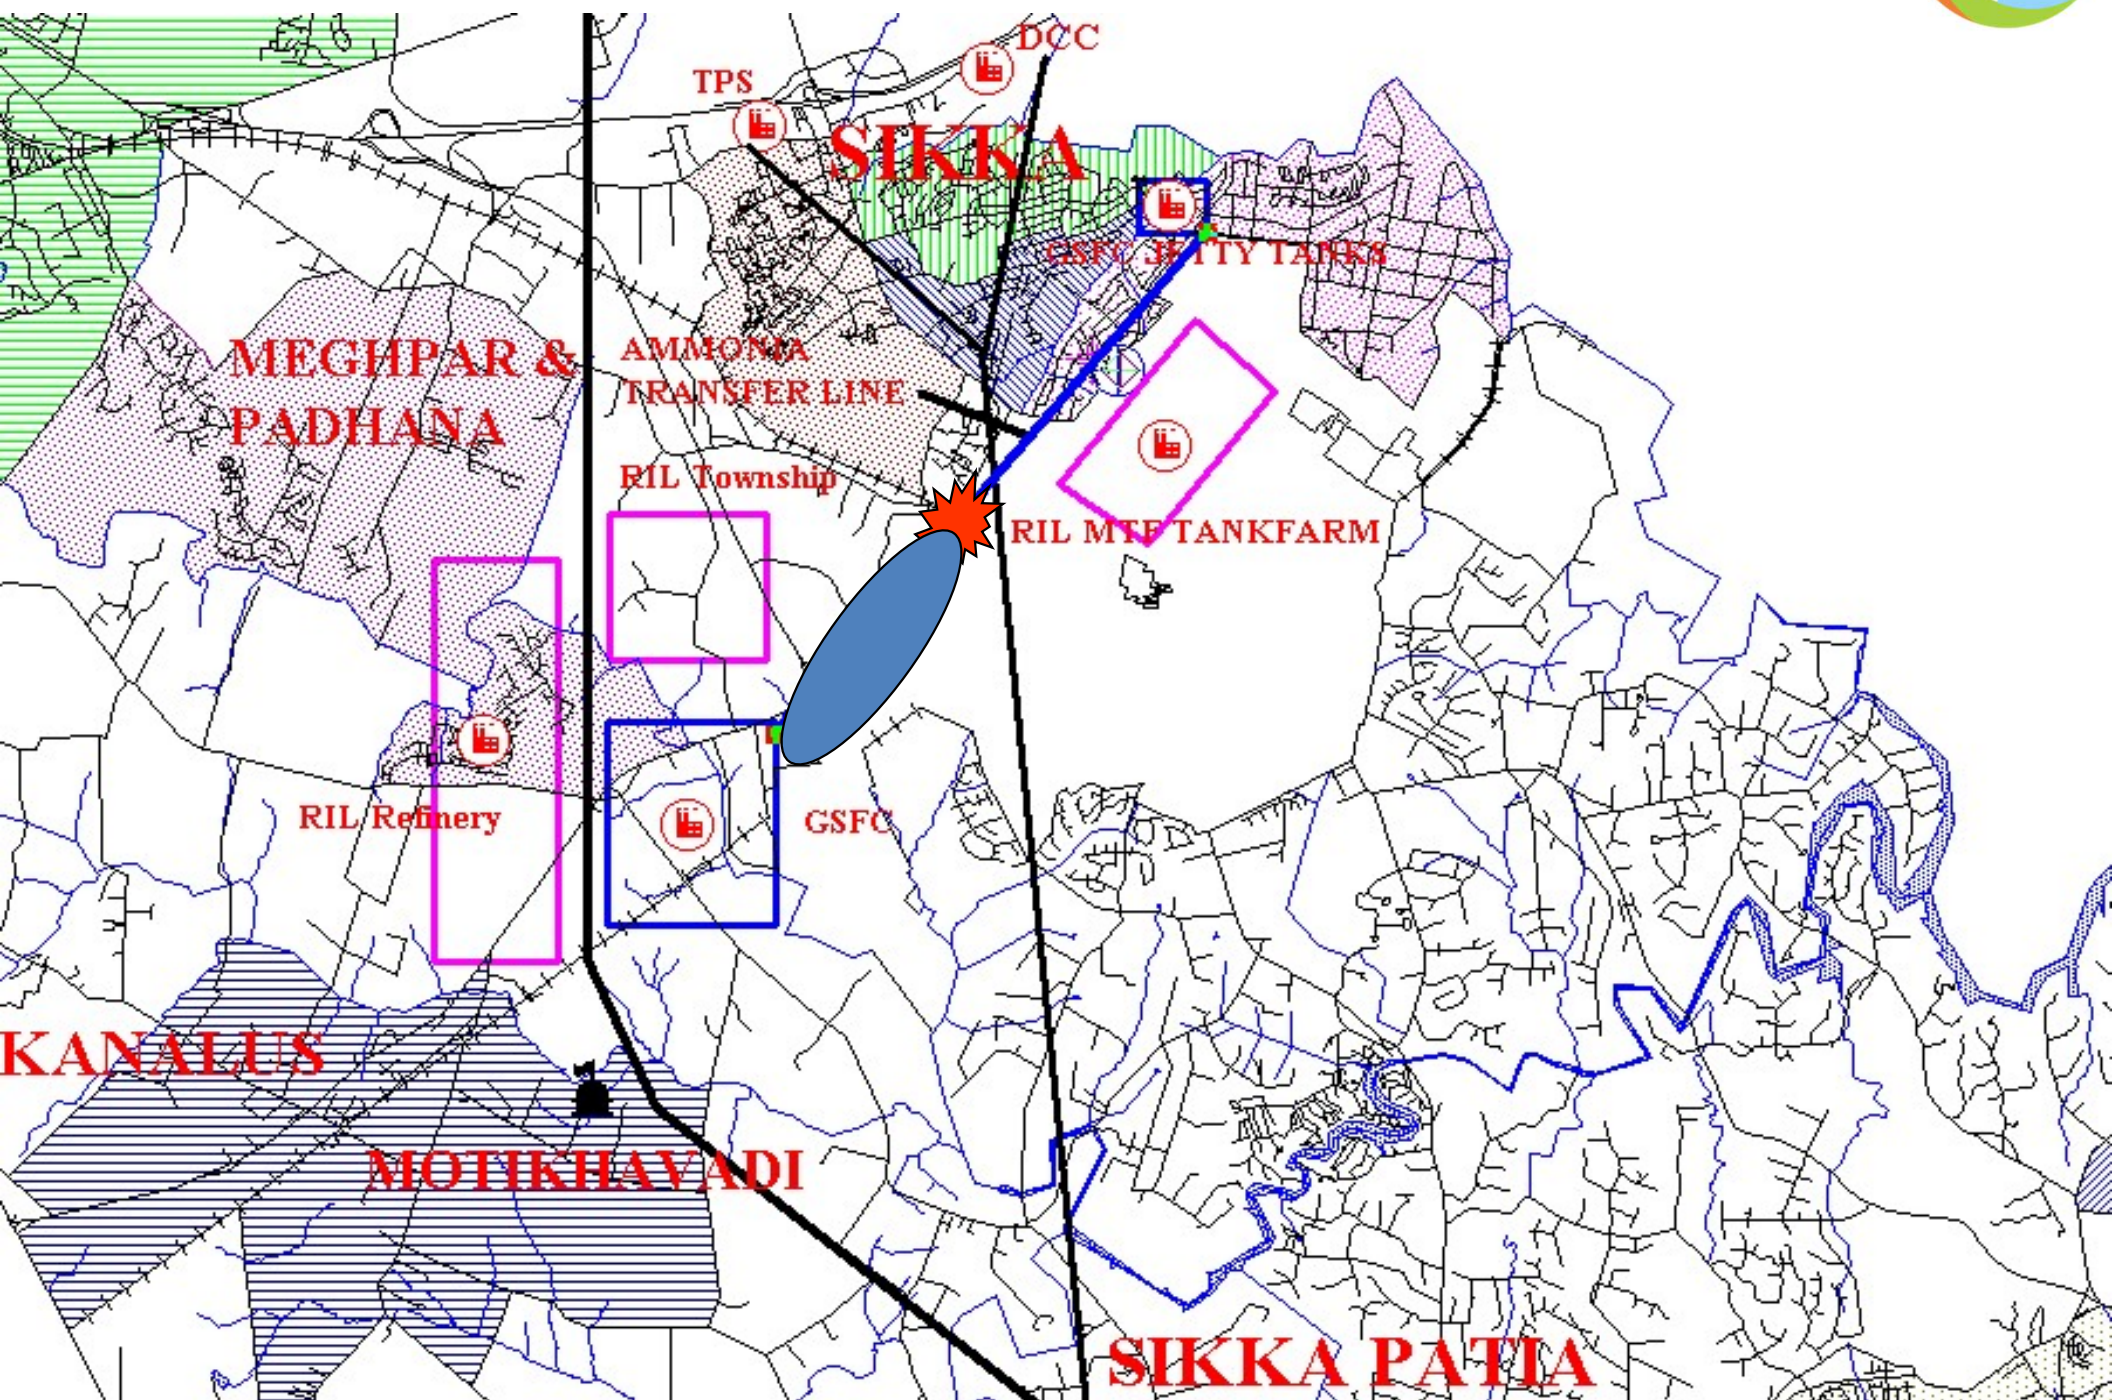 DCC
TPS
SIKKA
GSFC JETTY TANKS
MEGHPAR &
PADHANA
AMMONIA
TRANSFER LINE
RIL Township
RIL MTF TANKFARM
RIL Refinery
GSFC
KANALUS
MOTIKHAVADI
SIKKA PATIA